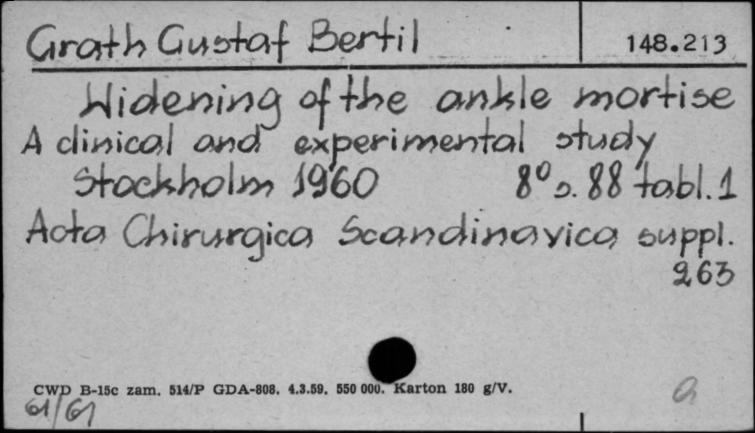 Grath Gustaf Bertil 148.213
Widening of the ankle mortise
A clinical and experimental study
Stockholm 1960 8° s. 88 tabl. 1
Acta Chirurgica Scandinavica suppl.
263
CWD B-15c zam. 514/P GDA-808. 4.3.59. 550 000. Karton 180 g/V.
61/61
a